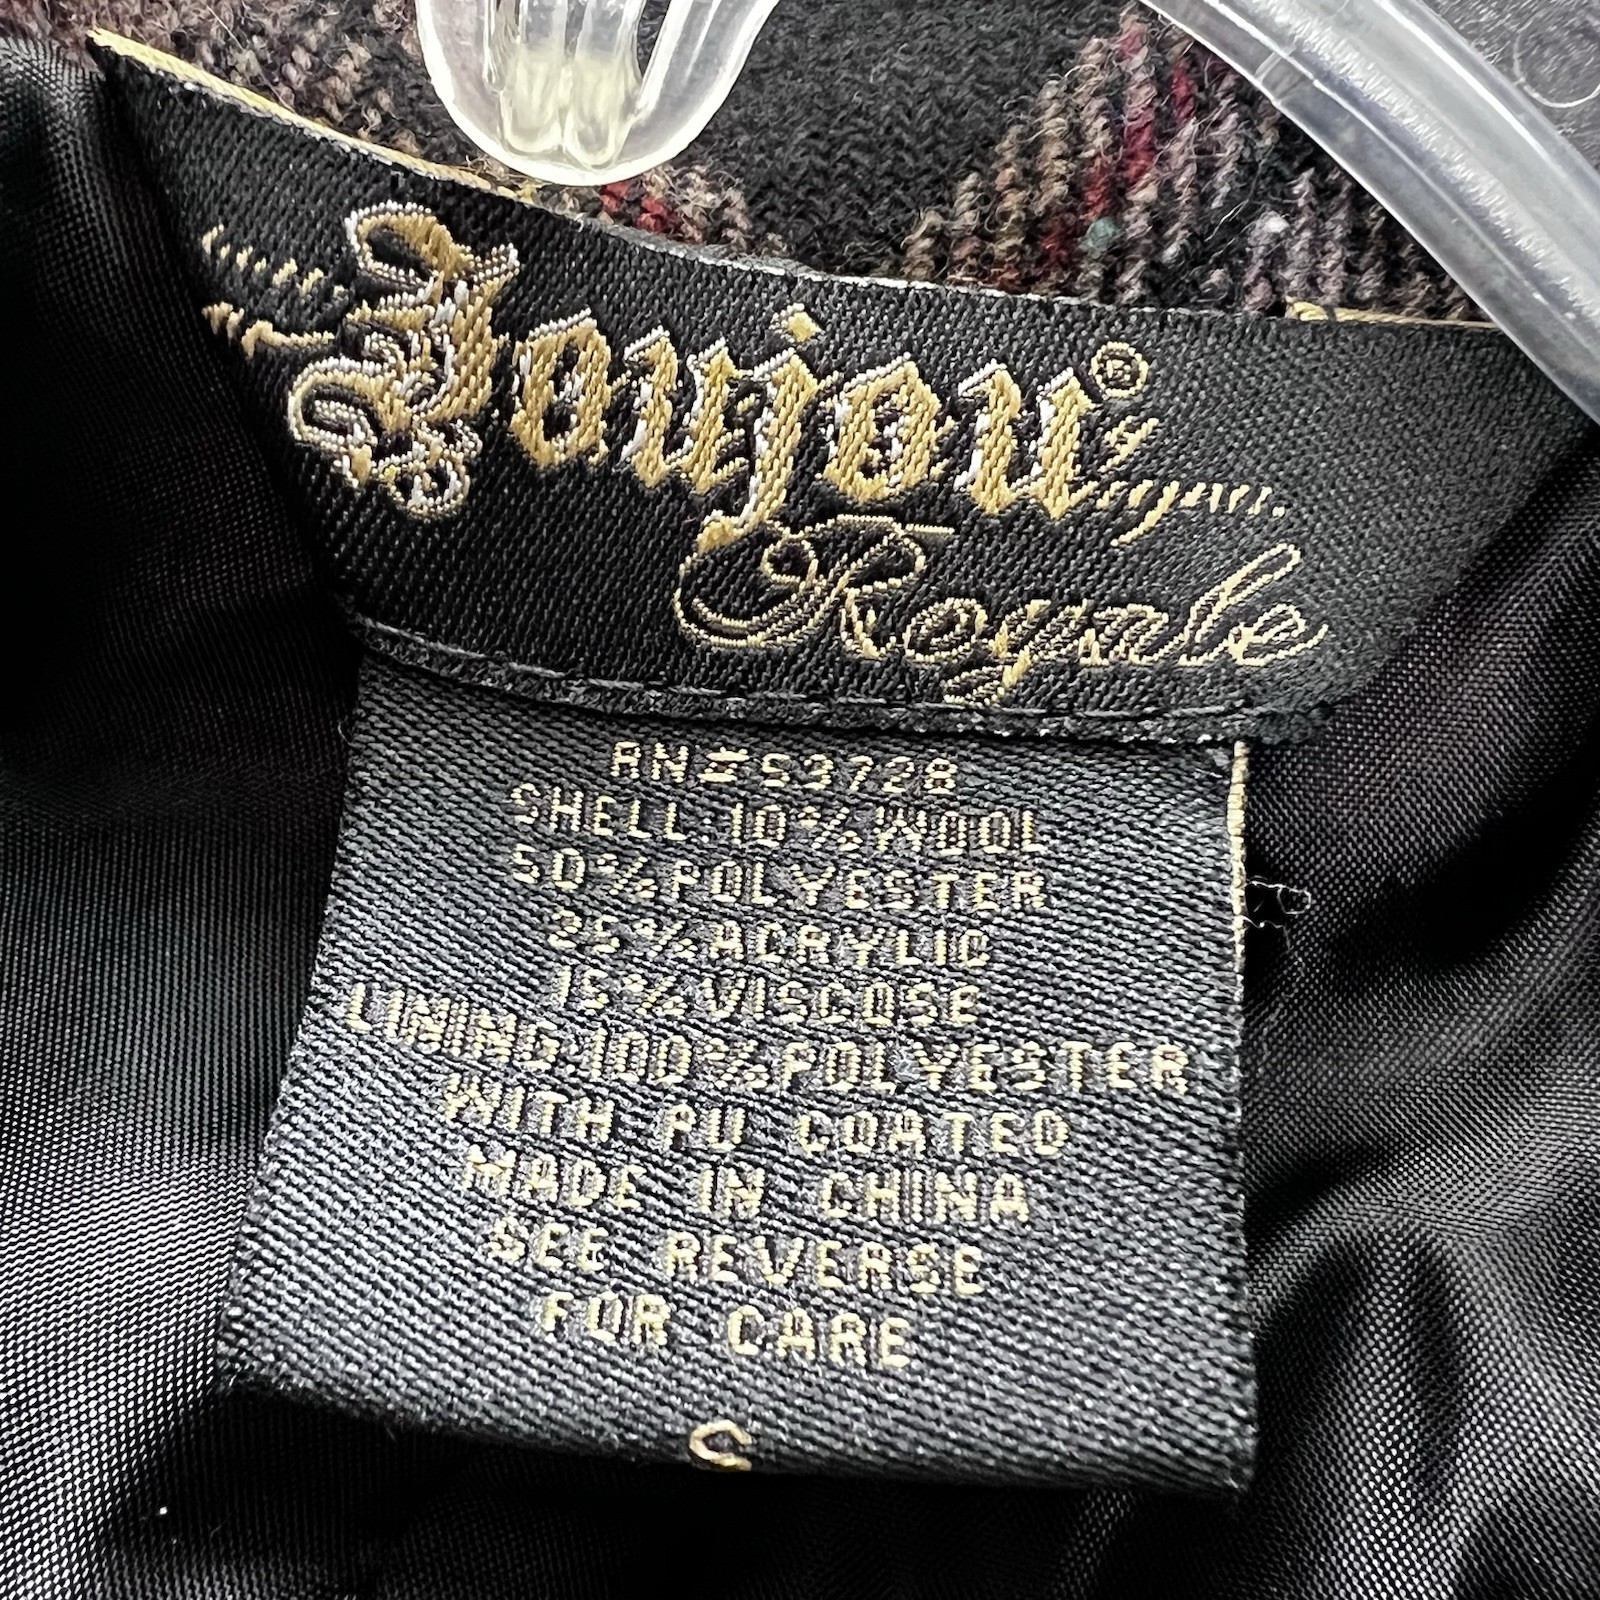 Joujou®
Royale
RN#53728
SHELL:10%WOOL
50%POLYESTER
25%ACRYLIC
15%VISCOSE
LINING:100%POLYESTER
WITH PU COATED
MADE IN CHINA
SEE REVERSE
FOR CARE
S